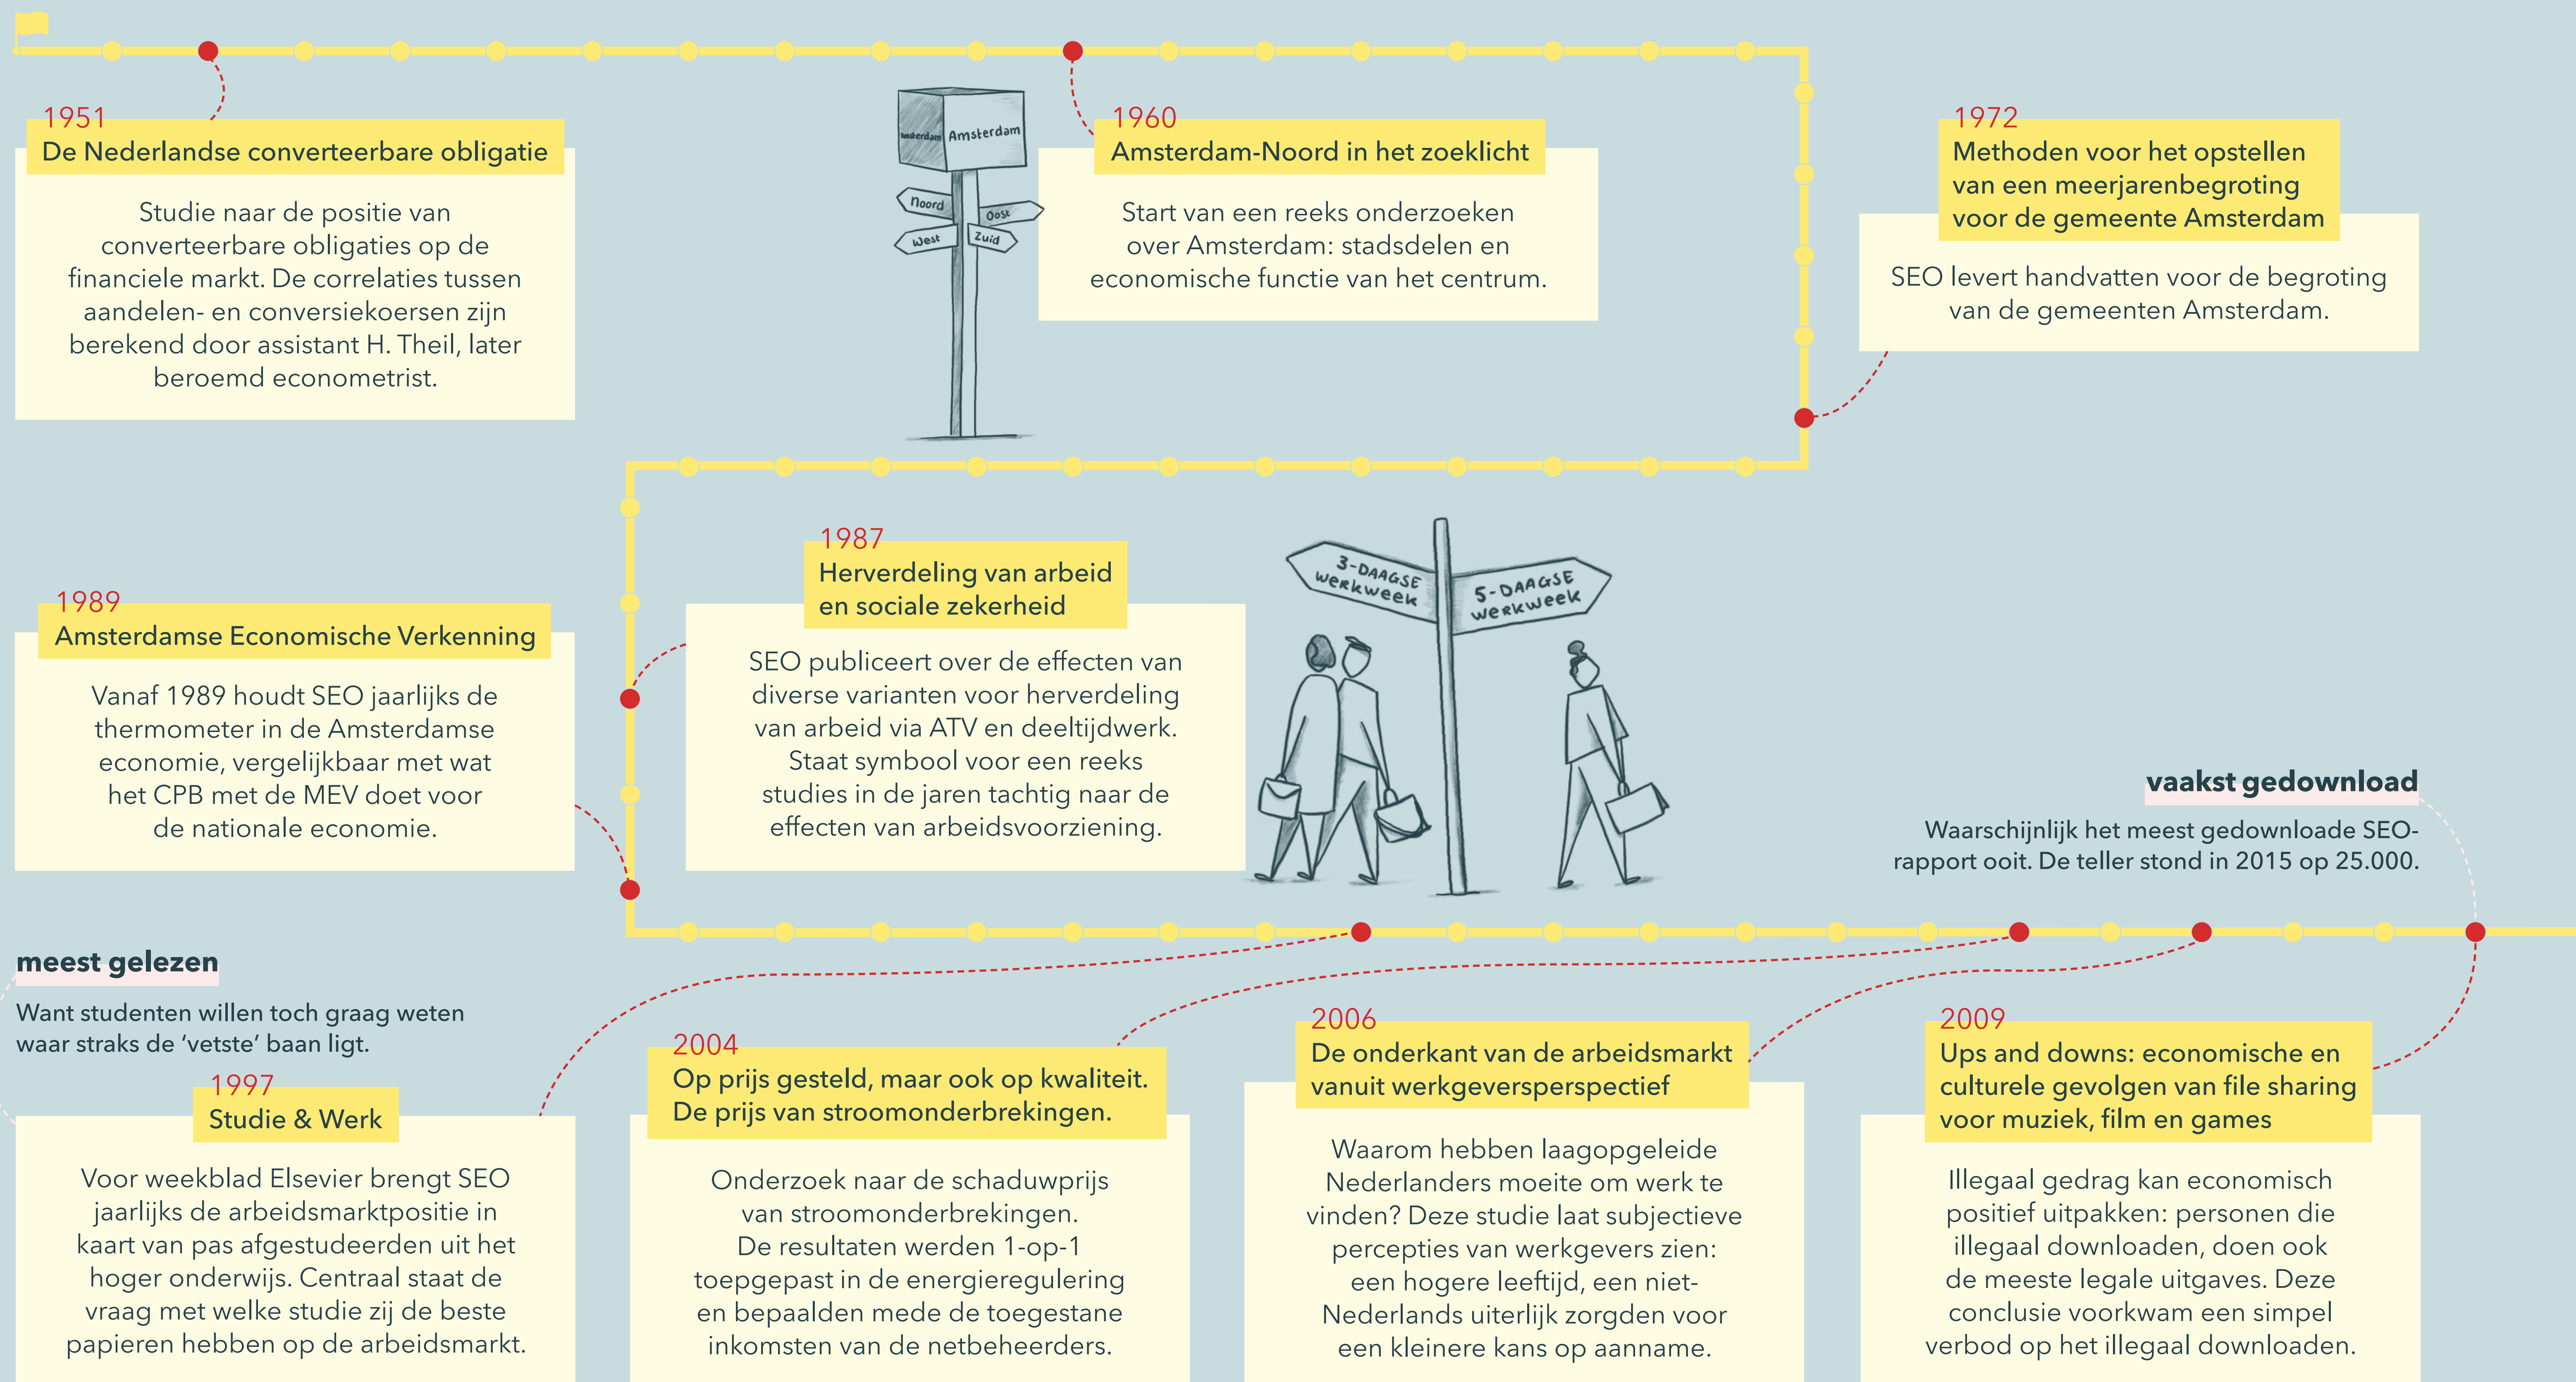 1951
De Nederlandse converteerbare obligatie
Studie naar de positie van
converteerbare obligaties op de
financiele markt. De correlaties tussen
aandelen- en conversiekoersen zijn
berekend door assistant H. Theil, later
beroemd econometrist.
Amsterdam
Amsterdam
Noord
Oost
West
Zuid
1960
Amsterdam-Noord in het zoeklicht
Start van een reeks onderzoeken
over Amsterdam: stadsdelen en
economische functie van het centrum.
1972
Methoden voor het opstellen
van een meerjarenbegroting
voor de gemeente Amsterdam
SEO levert handvatten voor de begroting
van de gemeenten Amsterdam.
1987
Herverdeling van arbeid
en sociale zekerheid
SEO publiceert over de effecten van
diverse varianten voor herverdeling
van arbeid via ATV en deeltijdwerk.
Staat symbool voor een reeks
studies in de jaren tachtig naar de
effecten van arbeidsvoorziening.
3-DAAGSE
werkweek
5-DAAGSE
werkweek
1989
Amsterdamse Economische Verkenning
Vanaf 1989 houdt SEO jaarlijks de
thermometer in de Amsterdamse
economie, vergelijkbaar met wat
het CPB met de MEV doet voor
de nationale economie.
vaakst gedownload
Waarschijnlijk het meest gedownloade SEO-
rapport ooit. De teller stond in 2015 op 25.000.
meest gelezen
Want studenten willen toch graag weten
waar straks de ‘vetste’ baan ligt.
1997
Studie & Werk
Voor weekblad Elsevier brengt SEO
jaarlijks de arbeidsmarktpositie in
kaart van pas afgestudeerden uit het
hoger onderwijs. Centraal staat de
vraag met welke studie zij de beste
papieren hebben op de arbeidsmarkt.
2004
Op prijs gesteld, maar ook op kwaliteit.
De prijs van stroomonderbrekingen.
Onderzoek naar de schaduwprijs
van stroomonderbrekingen.
De resultaten werden 1-op-1
toepgepast in de energieregulering
en bepaalden mede de toegestane
inkomsten van de netbeheerders.
2006
De onderkant van de arbeidsmarkt
vanuit werkgeversperspectief
Waarom hebben laagopgeleide
Nederlanders moeite om werk te
vinden? Deze studie laat subjectieve
percepties van werkgevers zien:
een hogere leeftijd, een niet-
Nederlands uiterlijk zorgden voor
een kleinere kans op aanname.
2009
Ups and downs: economische en
culturele gevolgen van file sharing
voor muziek, film en games
Illegaal gedrag kan economisch
positief uitpakken: personen die
illegaal downloaden, doen ook
de meeste legale uitgaves. Deze
conclusie voorkwam een simpel
verbod op het illegaal downloaden.